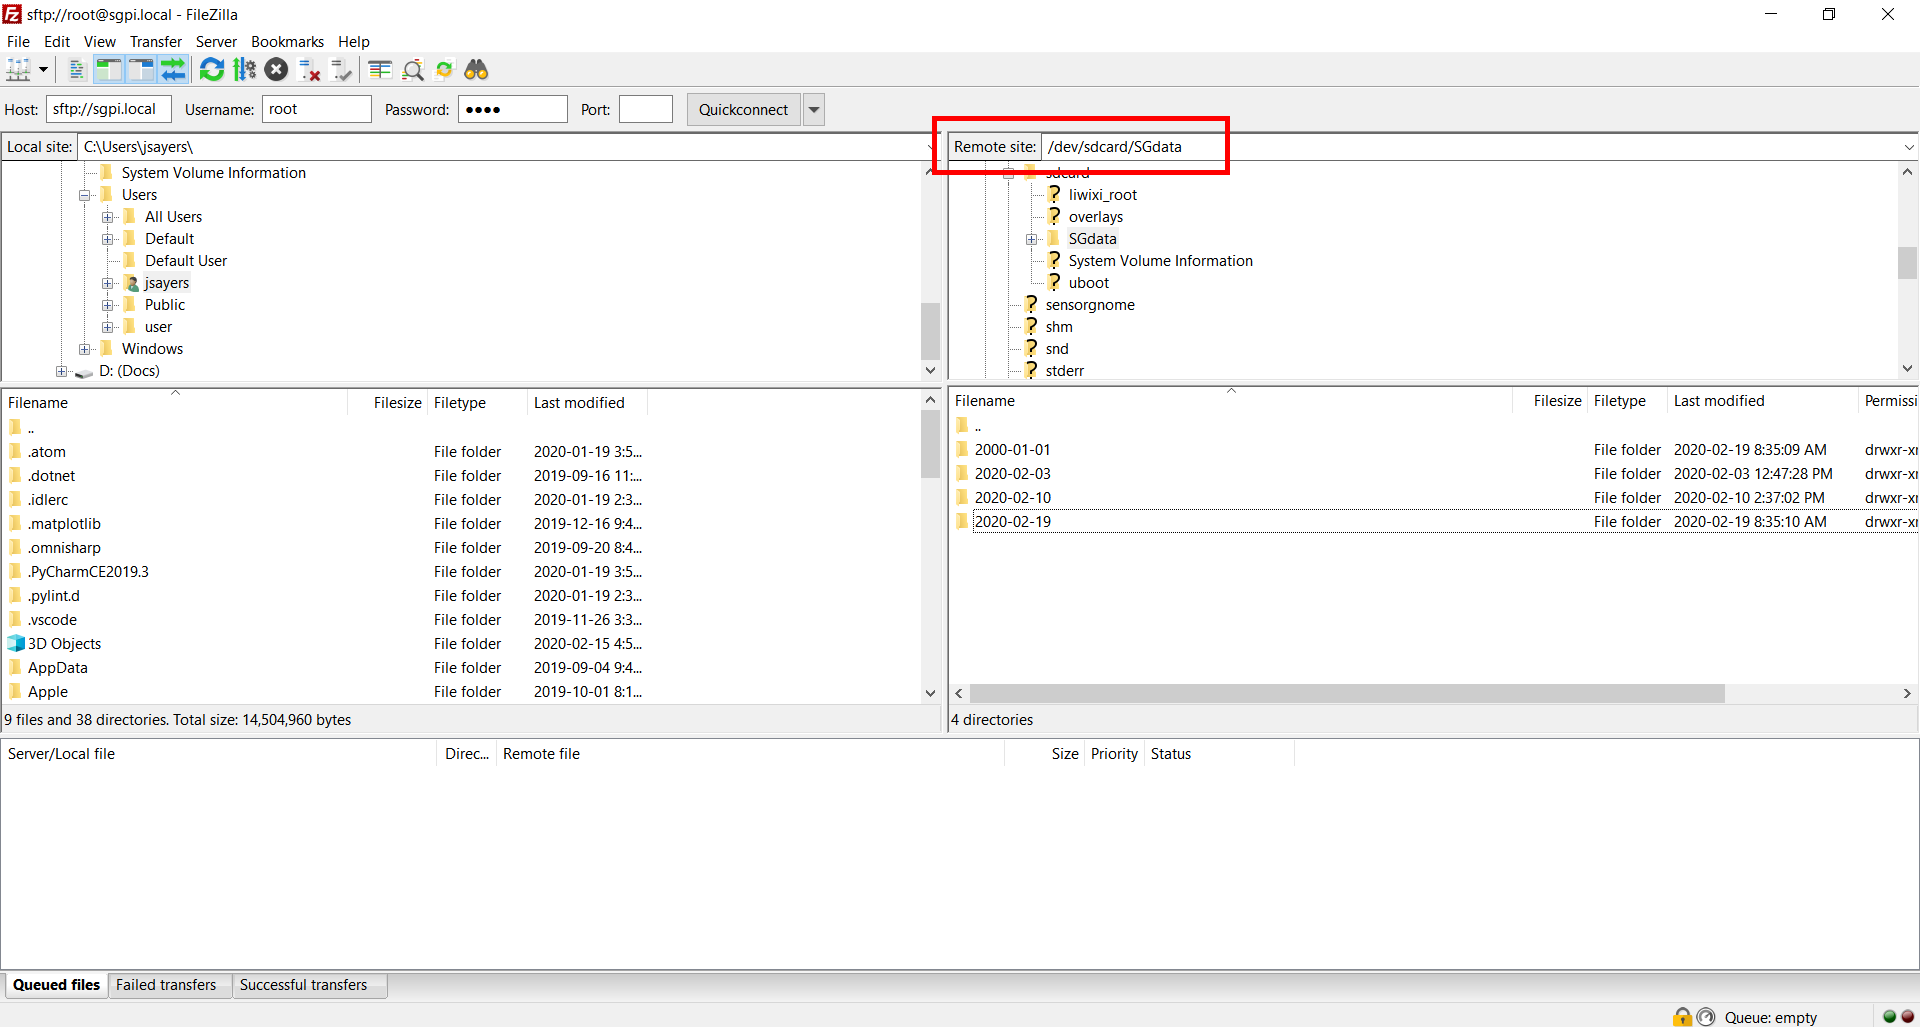 sftp://root@sgpi.local - FileZilla
File Edit View Transfer Server Bookmarks Help
Host: sftp://sgpi.local Username: root Password: ●●●● Port: Quickconnect
Local site: C:\Users\jsayers\
System Volume Information
Users
All Users
Default
Default User
jsayers
Public
user
Windows
D: (Docs)
Remote site: /dev/sdcard/SGdata
sdcard
liwixi_root
overlays
SGdata
System Volume Information
uboot
sensorgnome
shm
snd
stderr
Filename Filesize Filetype Last modified
..
.atom File folder 2020-01-19 3:5...
.dotnet File folder 2019-09-16 11:...
.idlerc File folder 2020-01-19 2:3...
.matplotlib File folder 2019-12-16 9:4...
.omnisharp File folder 2019-09-20 8:4...
.PyCharmCE2019.3 File folder 2020-01-19 3:5...
.pylint.d File folder 2020-01-19 2:3...
.vscode File folder 2019-11-26 3:3...
3D Objects File folder 2020-02-15 4:5...
AppData File folder 2019-09-04 9:4...
Apple File folder 2019-10-01 8:1...
9 files and 38 directories. Total size: 14,504,960 bytes
Filename Filesize Filetype Last modified Permissi
..
2000-01-01 File folder 2020-02-19 8:35:09 AM drwxr-xr
2020-02-03 File folder 2020-02-03 12:47:28 PM drwxr-xr
2020-02-10 File folder 2020-02-10 2:37:02 PM drwxr-xr
2020-02-19 File folder 2020-02-19 8:35:10 AM drwxr-xr
4 directories
Server/Local file Direc... Remote file Size Priority Status
Queued files Failed transfers Successful transfers
Queue: empty